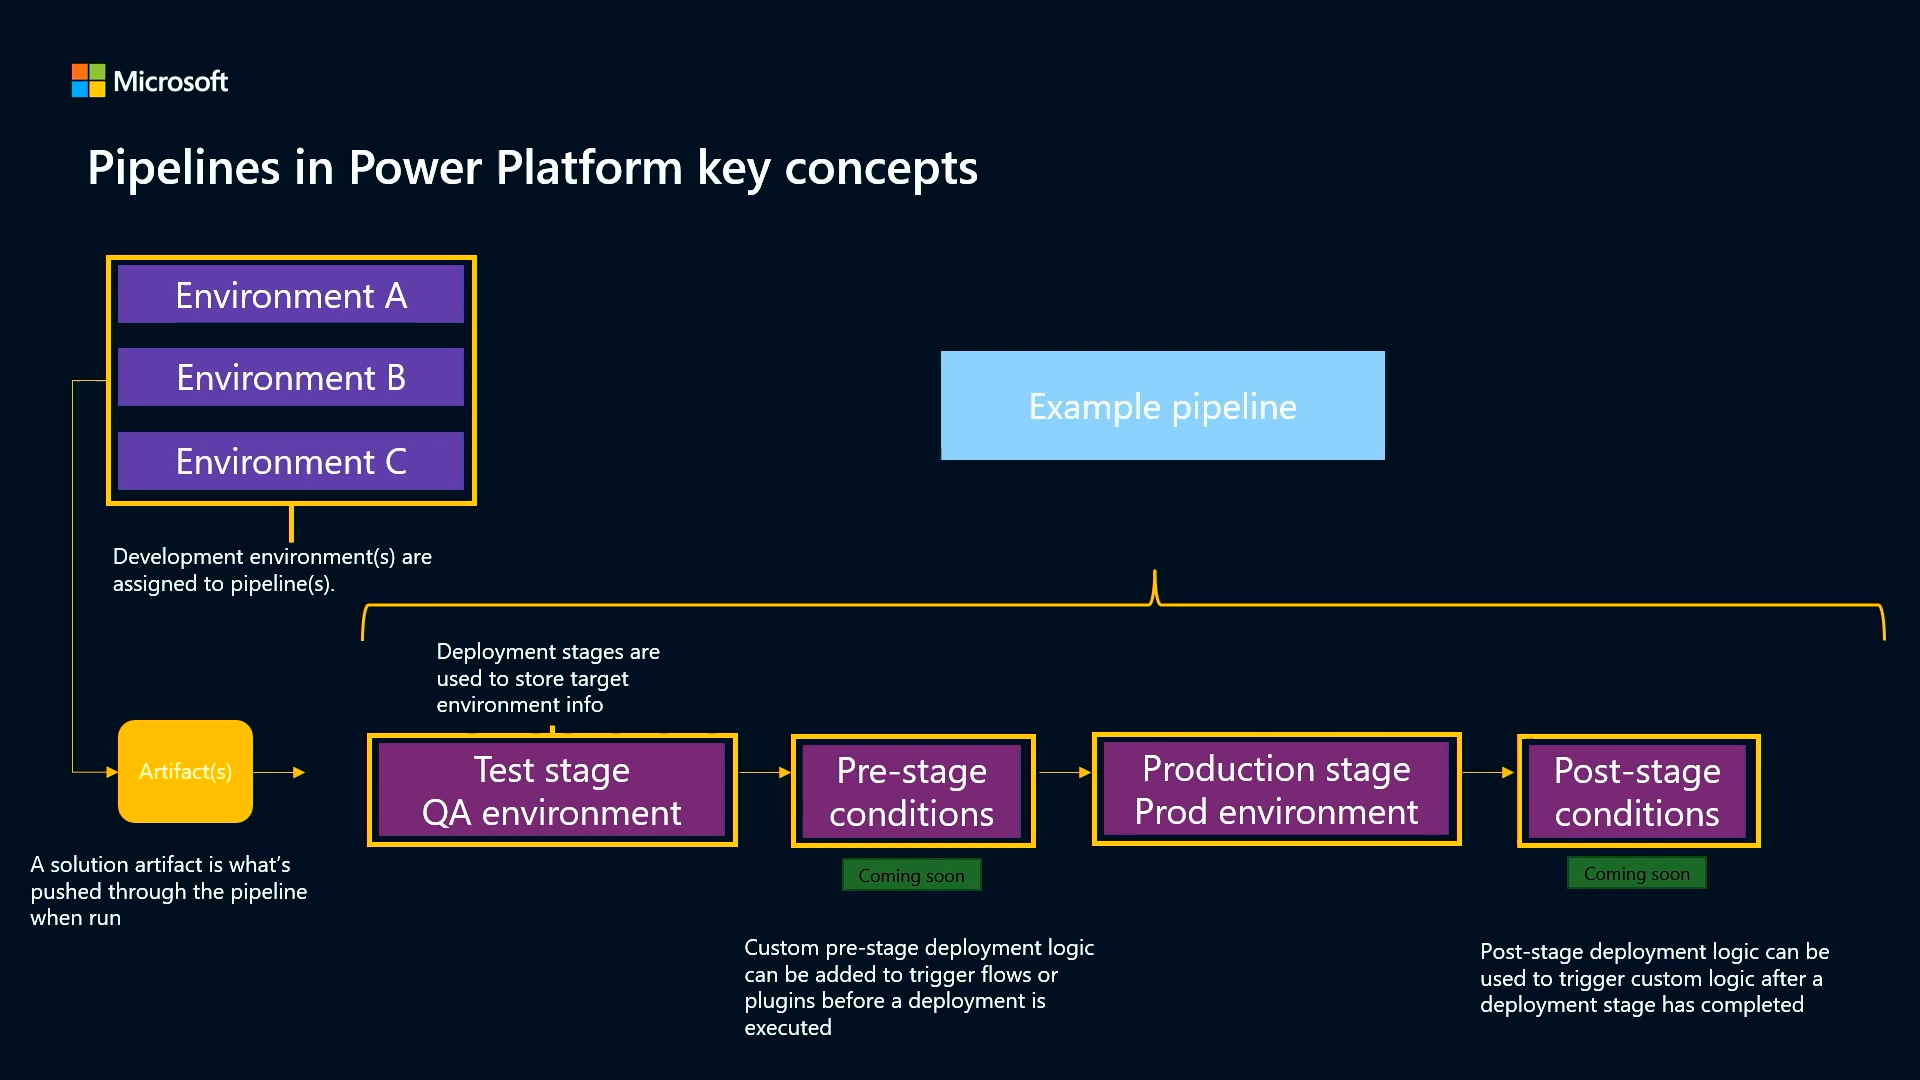 Microsoft
Pipelines in Power Platform key concepts
Environment A
Environment B
Environment C
Example pipeline
Development environment(s) are
assigned to pipeline(s).
Deployment stages are
used to store target
environment info
Artifact(s)
Test stage
QA environment
Pre-stage
conditions
Production stage
Prod environment
Post-stage
conditions
Coming soon
Coming soon
A solution artifact is what's
pushed through the pipeline
when run
Custom pre-stage deployment logic
can be added to trigger flows or
plugins before a deployment is
executed
Post-stage deployment logic can be
used to trigger custom logic after a
deployment stage has completed